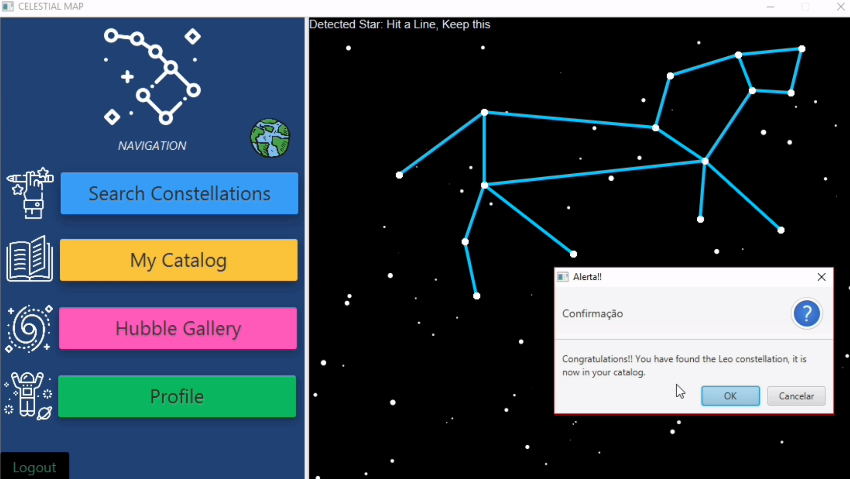 CELESTIAL MAP
Detected Star: Hit a Line, Keep this
NAVIGATION
Search Constellations
My Catalog
Hubble Gallery
Profile
Logout
Alerta!!
Confirmação
?
Congratulations!! You have found the Leo constellation, it is
now in your catalog.
OK
Cancelar